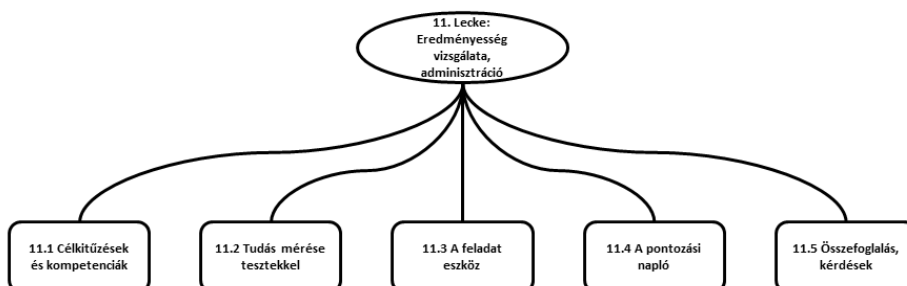 11. Lecke:
Eredményesség
vizsgálata,
adminisztráció
11.1 Célkitűzések
és kompetenciák
11.2 Tudás mérése
tesztekkel
11.3 A feladat
eszköz
11.4 A pontozási
napló
11.5 Összefoglalás,
kérdések